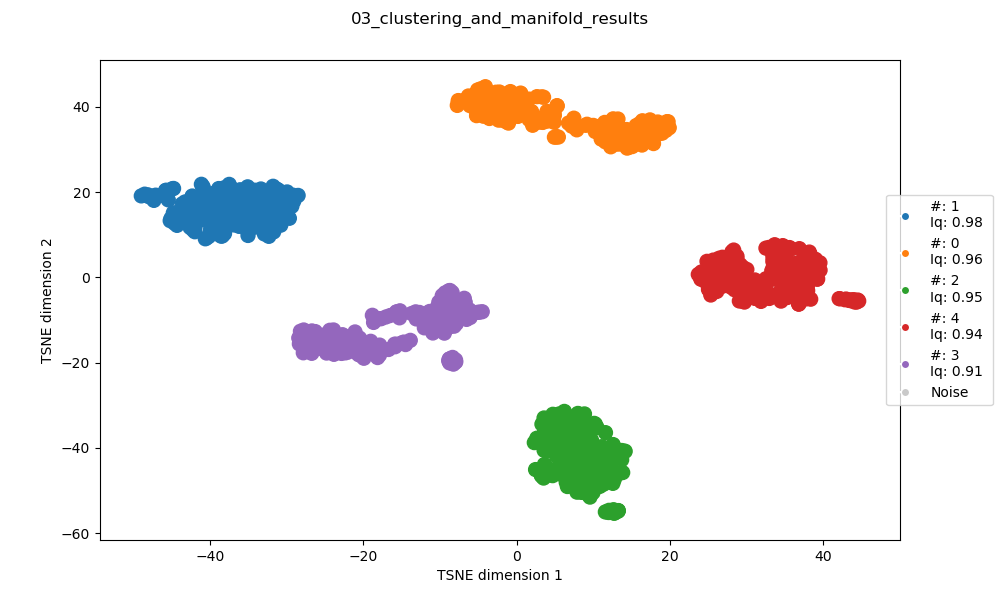 03_clustering_and_manifold_results
TSNE dimension 2
40
20
0
−20
−40
−60
−40
−20
0
20
40
TSNE dimension 1
#: 1
Iq: 0.98
#: 0
Iq: 0.96
#: 2
Iq: 0.95
#: 4
Iq: 0.94
#: 3
Iq: 0.91
Noise